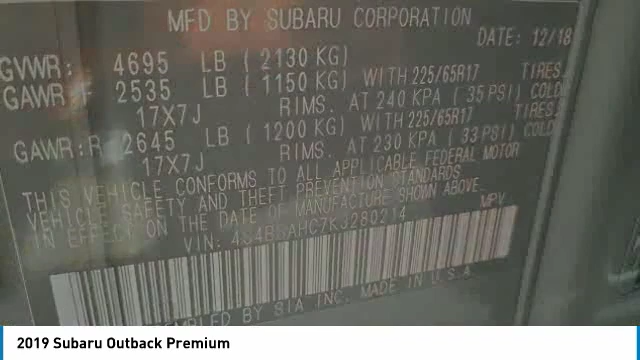 MFD BY SUBARU CORPORATION
DATE: 12/18
GVWR: 4695 LB (2130 KG)
GAWR:F 2535 LB (1150 KG) WITH 225/65R17 TIRES,
17X7J RIMS. AT 240 KPA (35 PSI) COLD
GAWR:R 2645 LB (1200 KG) WITH 225/65R17 TIRES,
17X7J RIMS. AT 230 KPA (33 PSI) COLD
THIS VEHICLE CONFORMS TO ALL APPLICABLE FEDERAL MOTOR
VEHICLE SAFETY AND THEFT PREVENTION STANDARDS
IN EFFECT ON THE DATE OF MANUFACTURE SHOWN ABOVE.
VIN: 4S4BSAHC7K3280214 MPV
ASSEMBLED BY SIA INC. MADE IN U.S.A.
2019 Subaru Outback Premium